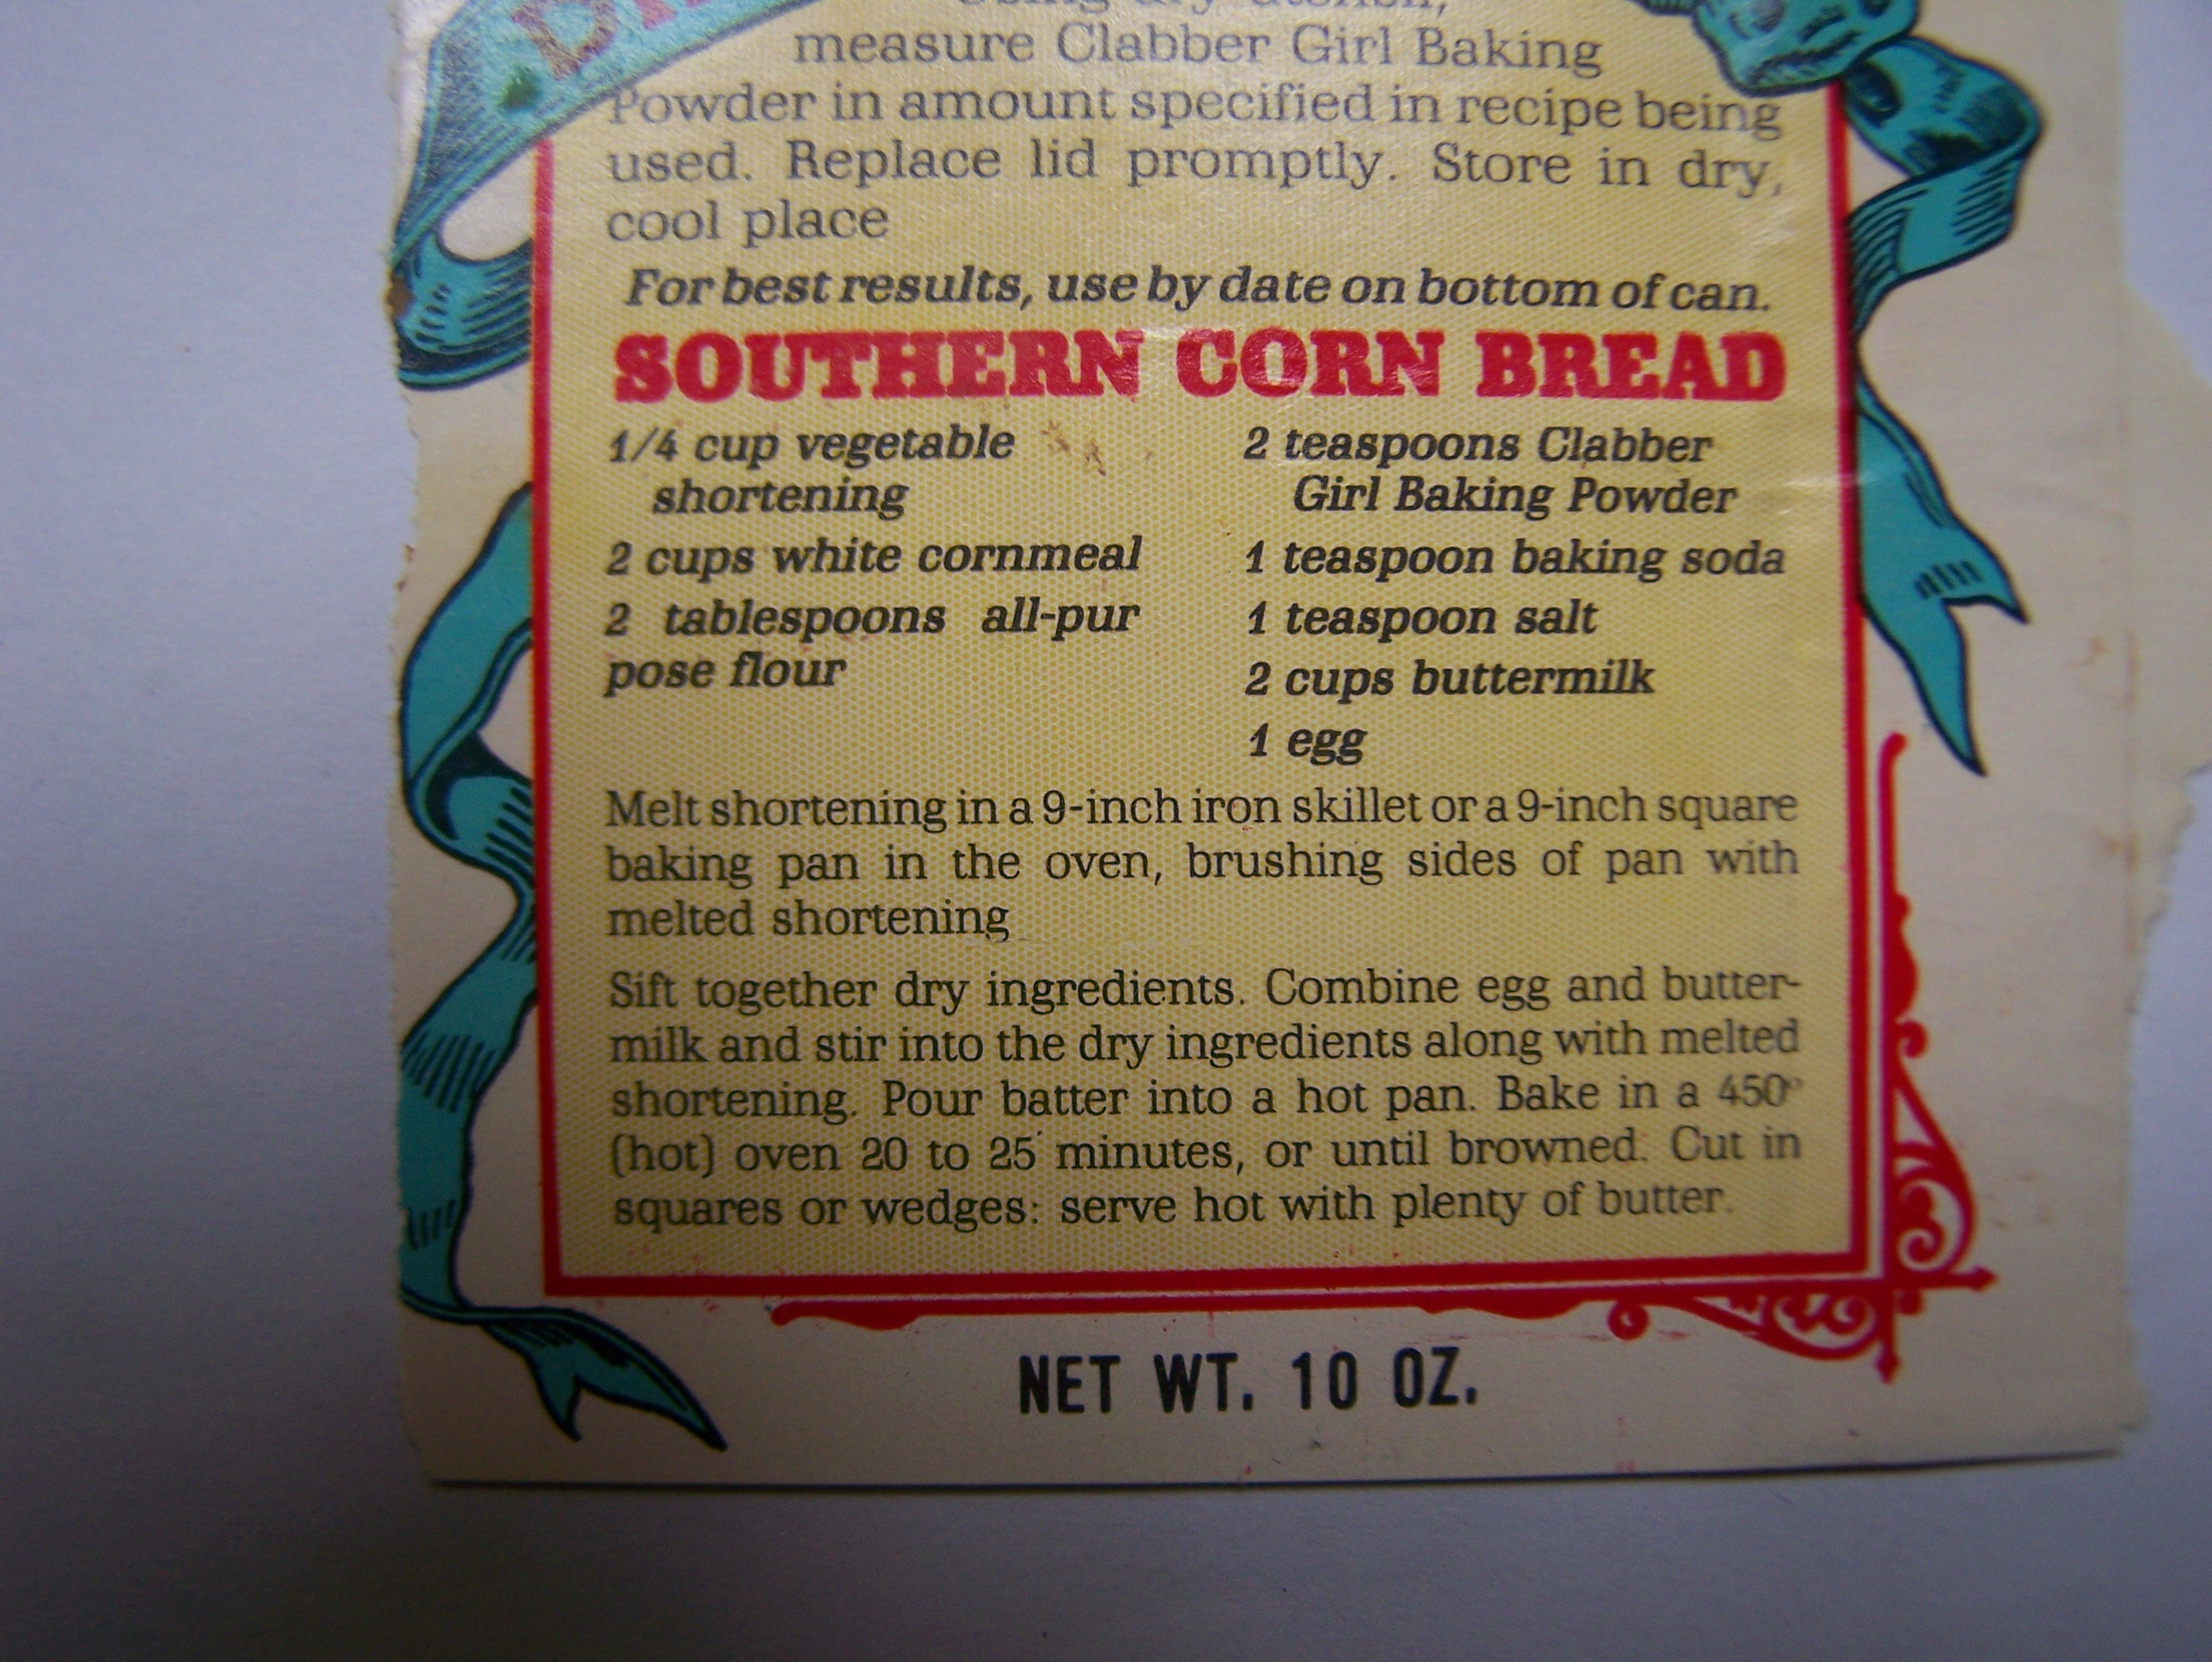 Using dry utensil,
measure Clabber Girl Baking
Powder in amount specified in recipe being
used. Replace lid promptly. Store in dry,
cool place
For best results, use by date on bottom of can.
SOUTHERN CORN BREAD
1/4 cup vegetable
shortening
2 cups white cornmeal
2 tablespoons all-pur
pose flour
2 teaspoons Clabber
Girl Baking Powder
1 teaspoon baking soda
1 teaspoon salt
2 cups buttermilk
1 egg
Melt shortening in a 9-inch iron skillet or a 9-inch square
baking pan in the oven, brushing sides of pan with
melted shortening
Sift together dry ingredients. Combine egg and butter-
milk and stir into the dry ingredients along with melted
shortening. Pour batter into a hot pan. Bake in a 450°
(hot) oven 20 to 25 minutes, or until browned. Cut in
squares or wedges: serve hot with plenty of butter.
NET WT. 10 OZ.